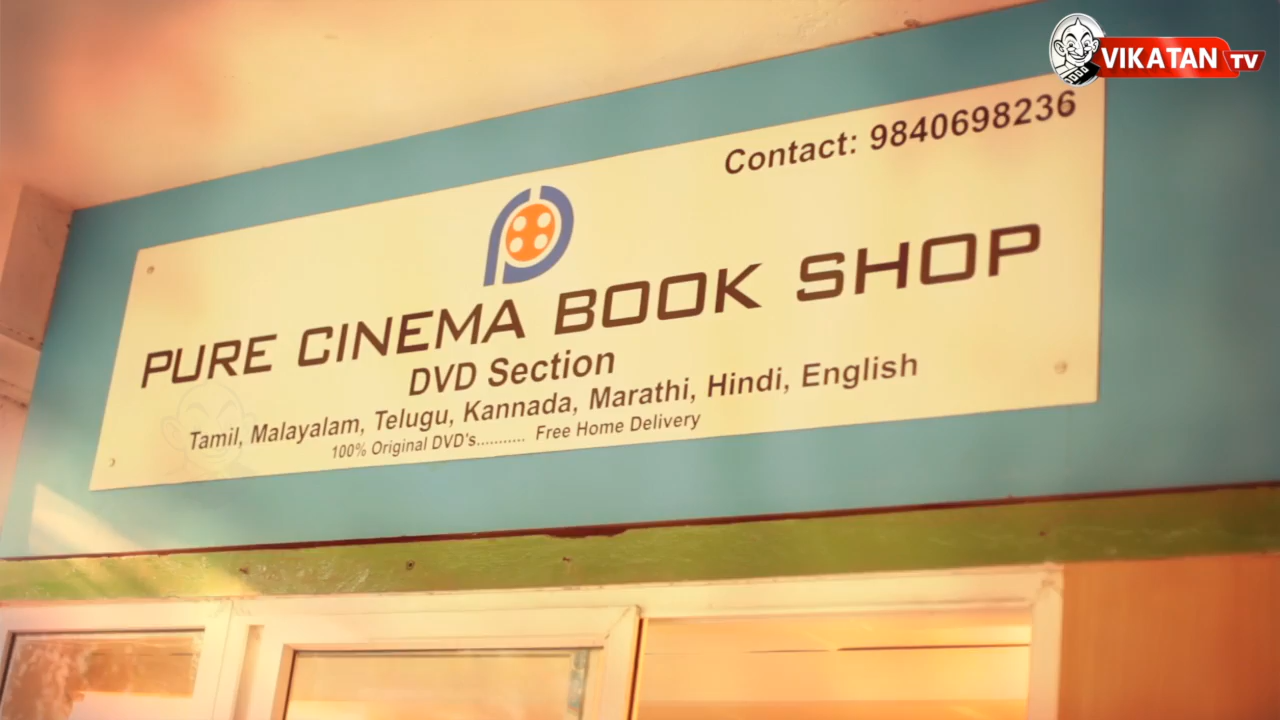 VIKATAN TV
Contact: 9840698236
PURE CINEMA BOOK SHOP
DVD Section
Tamil, Malayalam, Telugu, Kannada, Marathi, Hindi, English
100% Original DVD's........... Free Home Delivery